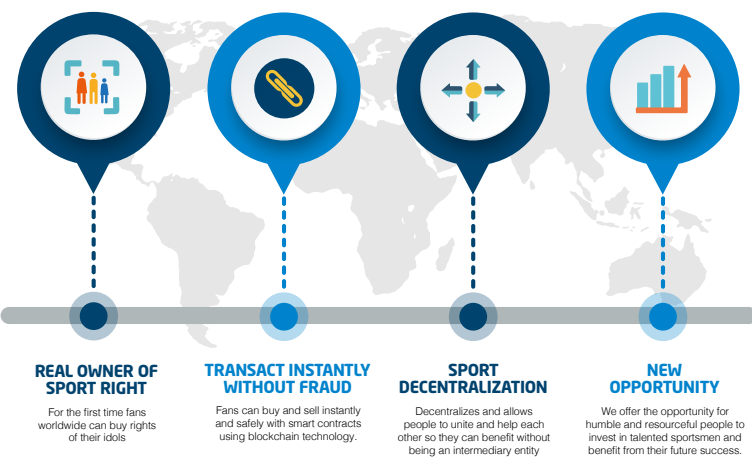 REAL OWNER OF
SPORT RIGHT
For the first time fans
worldwide can buy rights
of their idols
TRANSACT INSTANTLY
WITHOUT FRAUD
Fans can buy and sell instantly
and safely with smart contracts
using blockchain technology.
SPORT
DECENTRALIZATION
Decentralizes and allows
people to unite and help each
other so they can benefit without
being an intermediary entity
NEW
OPPORTUNITY
We offer the opportunity for
humble and resourceful people to
invest in talented sportsmen and
benefit from their future success.